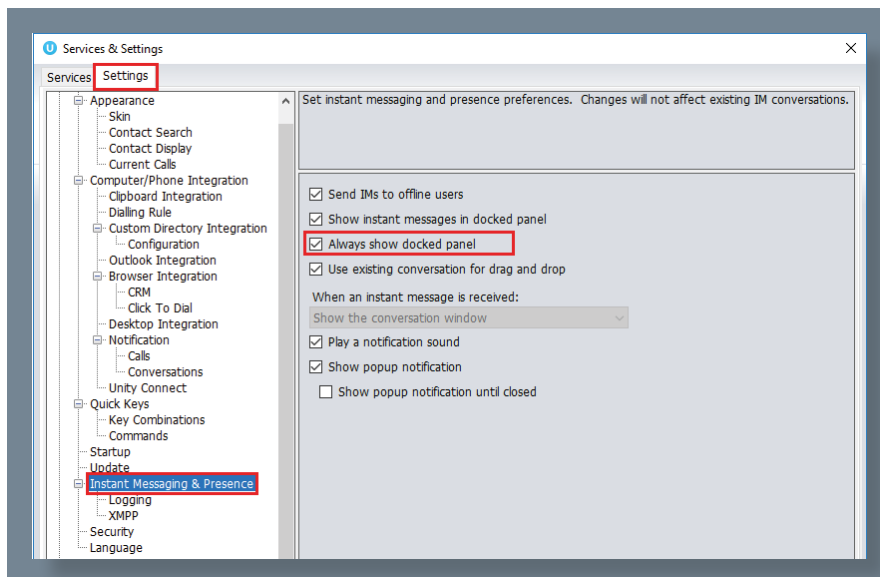 Services & Settings
Services
Settings
Appearance
Skin
Contact Search
Contact Display
Current Calls
Computer/Phone Integration
Clipboard Integration
Dialling Rule
Custom Directory Integration
Configuration
Outlook Integration
Browser Integration
CRM
Click To Dial
Desktop Integration
Notification
Calls
Conversations
Unity Connect
Quick Keys
Key Combinations
Commands
Startup
Update
Instant Messaging & Presence
Logging
XMPP
Security
Language
Set instant messaging and presence preferences. Changes will not affect existing IM conversations.
Send IMs to offline users
Show instant messages in docked panel
Always show docked panel
Use existing conversation for drag and drop
When an instant message is received:
Show the conversation window
Play a notification sound
Show popup notification
Show popup notification until closed